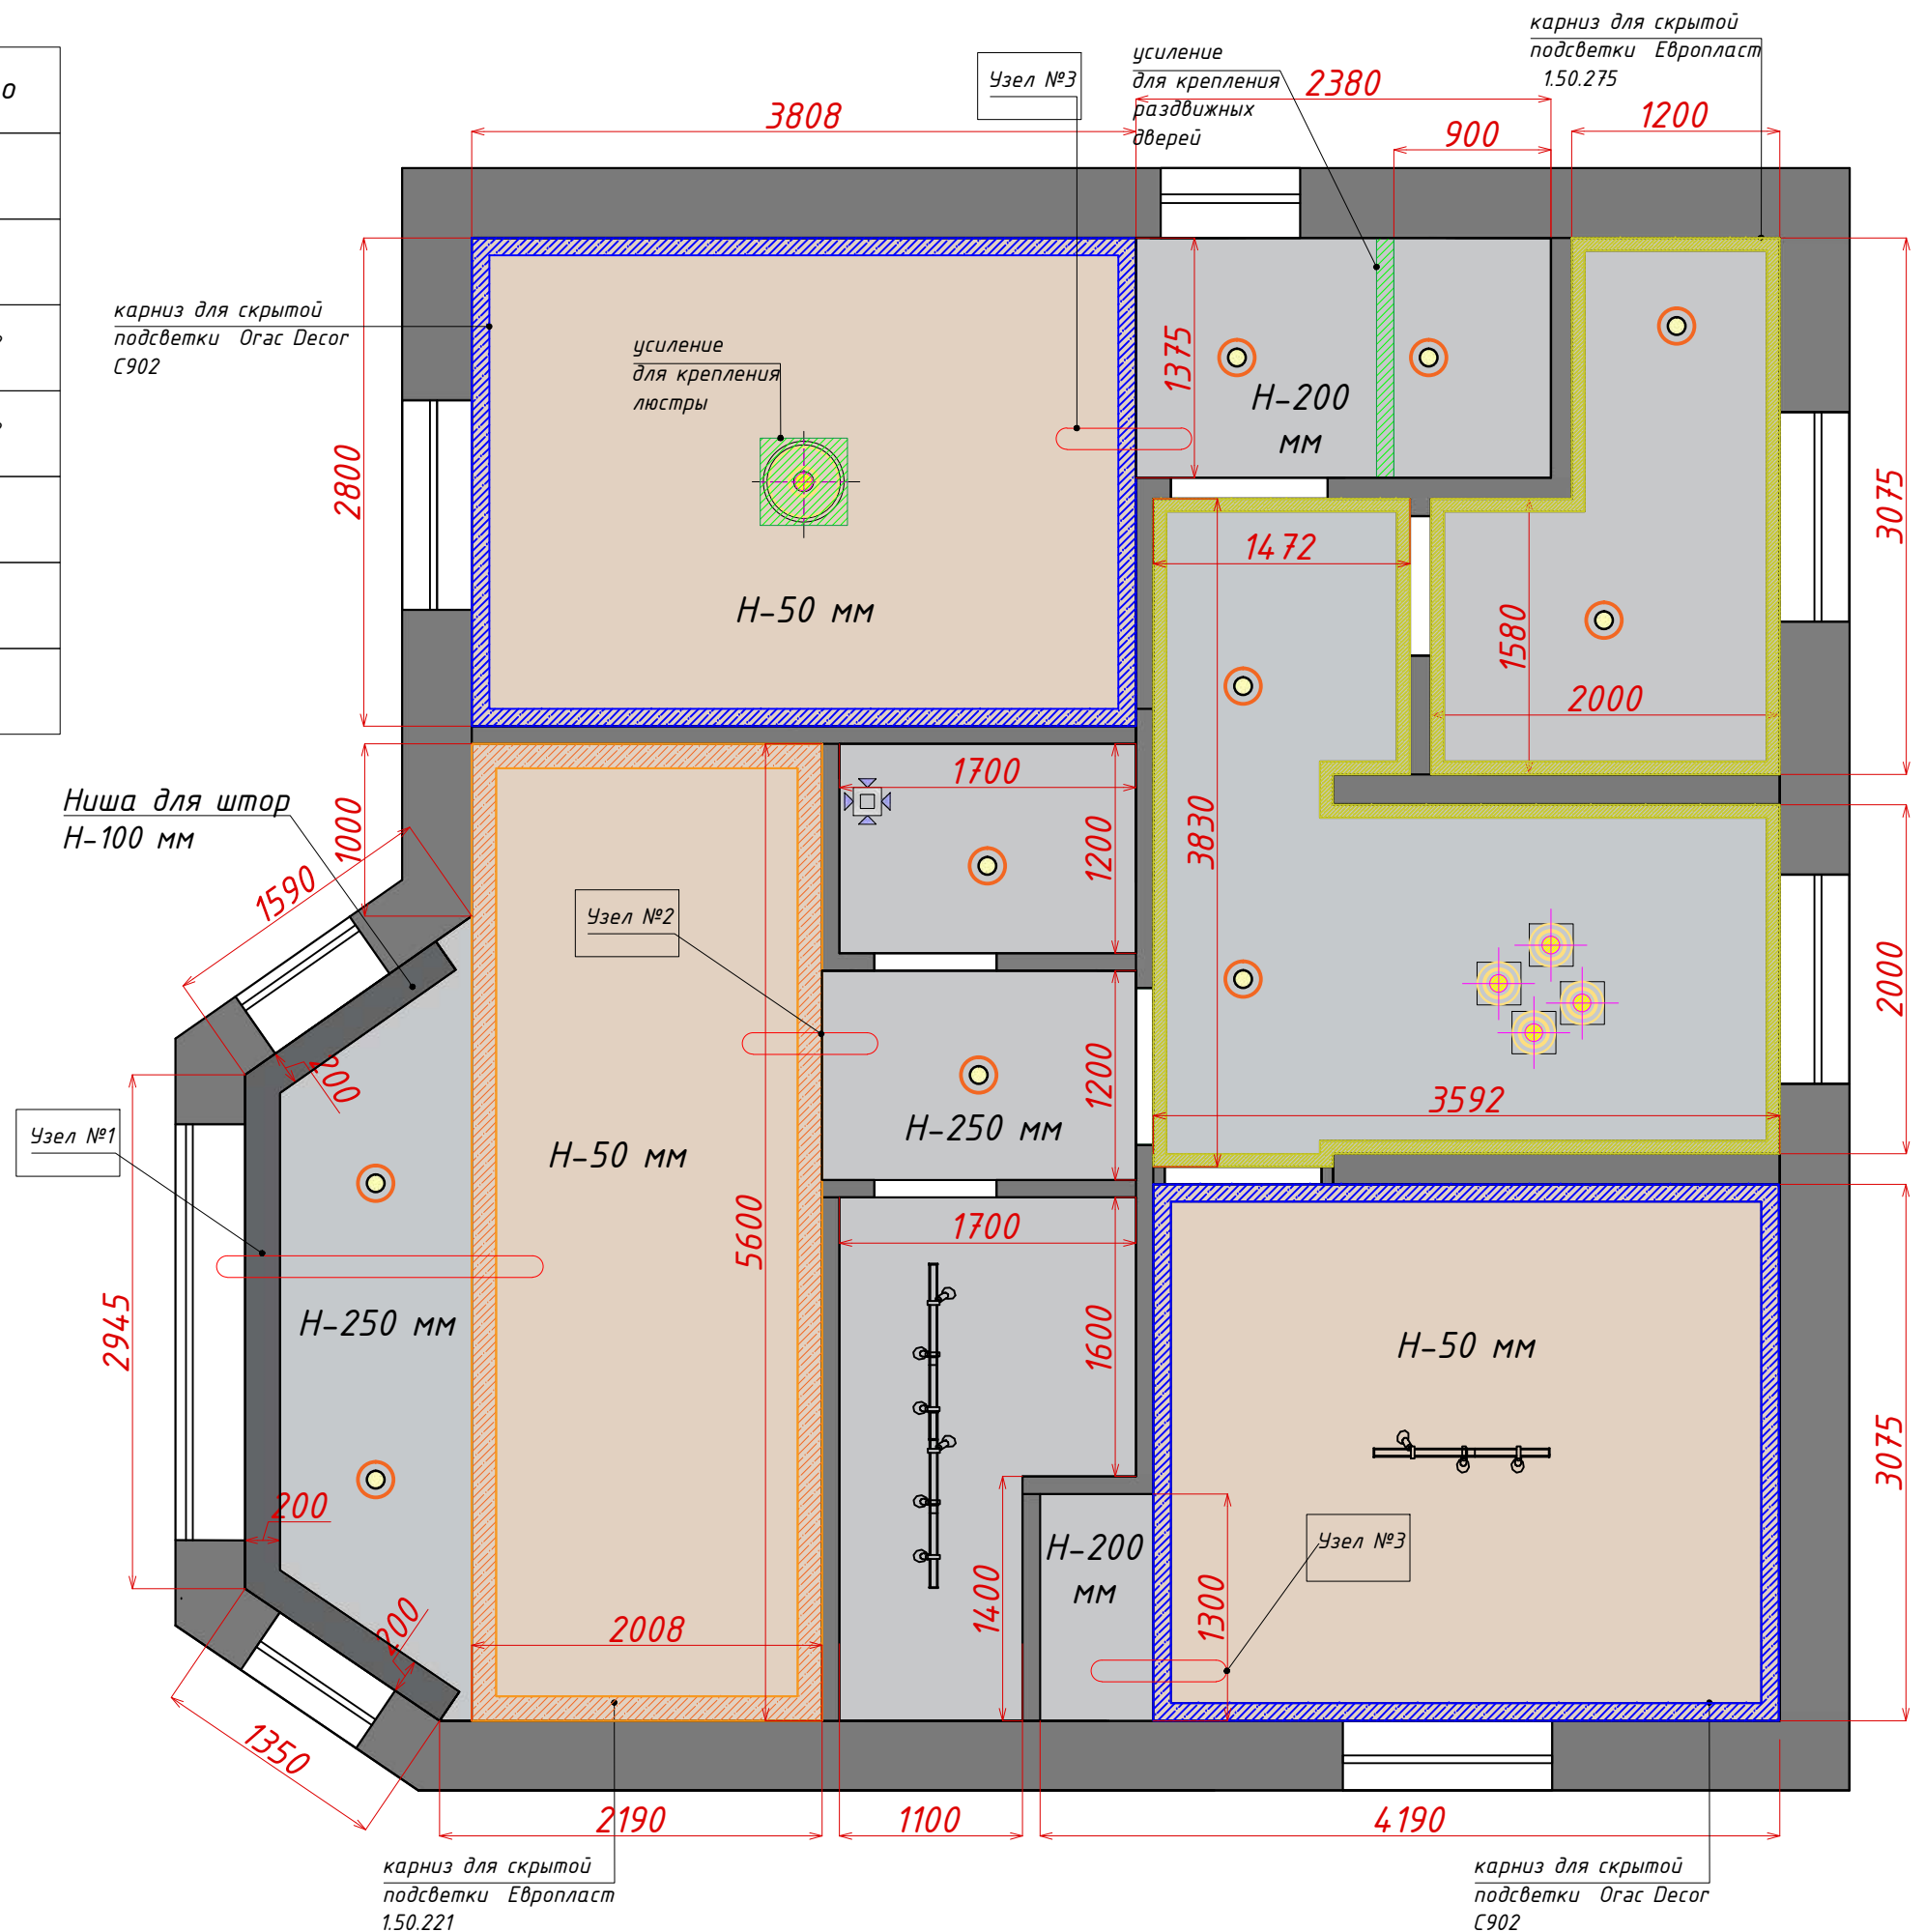 о
карниз для скрытой
подсветки Европласт
1.50.275
усиление
для крепления
раздвижных
дверей
Узел №3
2380
3808
900
1200
карниз для скрытой
подсветки Orac Decor
С902
усиление
для крепления
люстры
1375
Н-200
мм
2800
3075
1472
Н-50 мм
1580
2000
Ниша для штор
Н-100 мм
1000
1700
1200
3830
1590
Узел №2
2000
200
1200
3592
Н-250 мм
Узел №1
Н-50 мм
5600
1700
2945
Н-250 мм
1600
Н-50 мм
3075
200
Н-200
мм
Узел №3
1400
1300
200
2008
1350
2190
1100
4190
карниз для скрытой
подсветки Европласт
1.50.221
карниз для скрытой
подсветки Orac Decor
С902